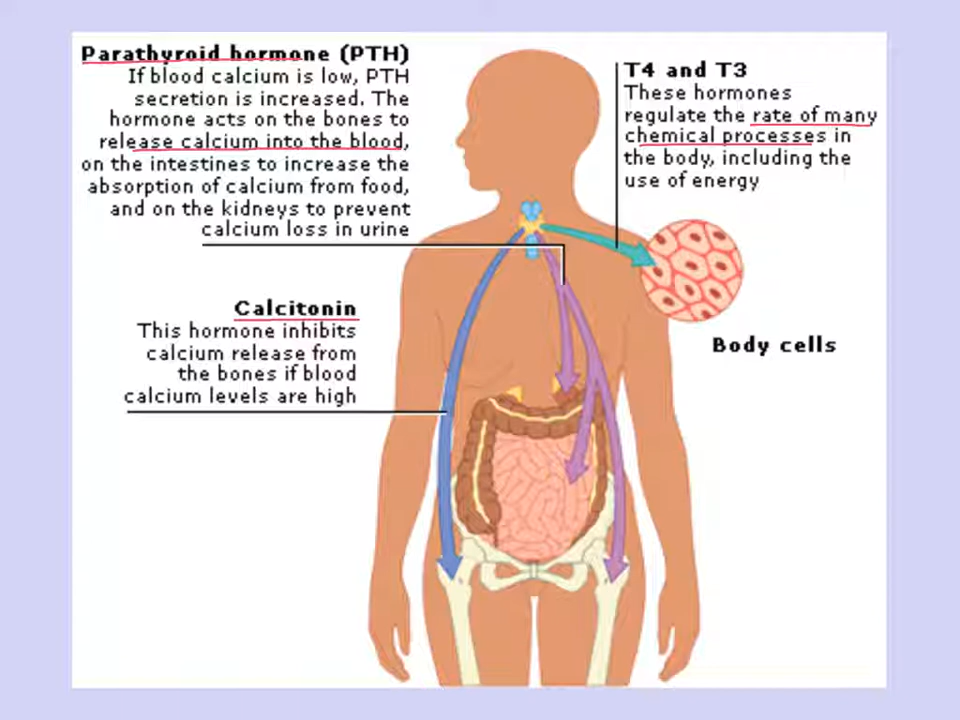 Parathyroid hormone (PTH)
If blood calcium is low, PTH
secretion is increased. The
hormone acts on the bones to
release calcium into the blood,
on the intestines to increase the
absorption of calcium from food,
and on the kidneys to prevent
calcium loss in urine
T4 and T3
These hormones
regulate the rate of many
chemical processes in
the body, including the
use of energy
Calcitonin
This hormone inhibits
calcium release from
the bones if blood
calcium levels are high
Body cells